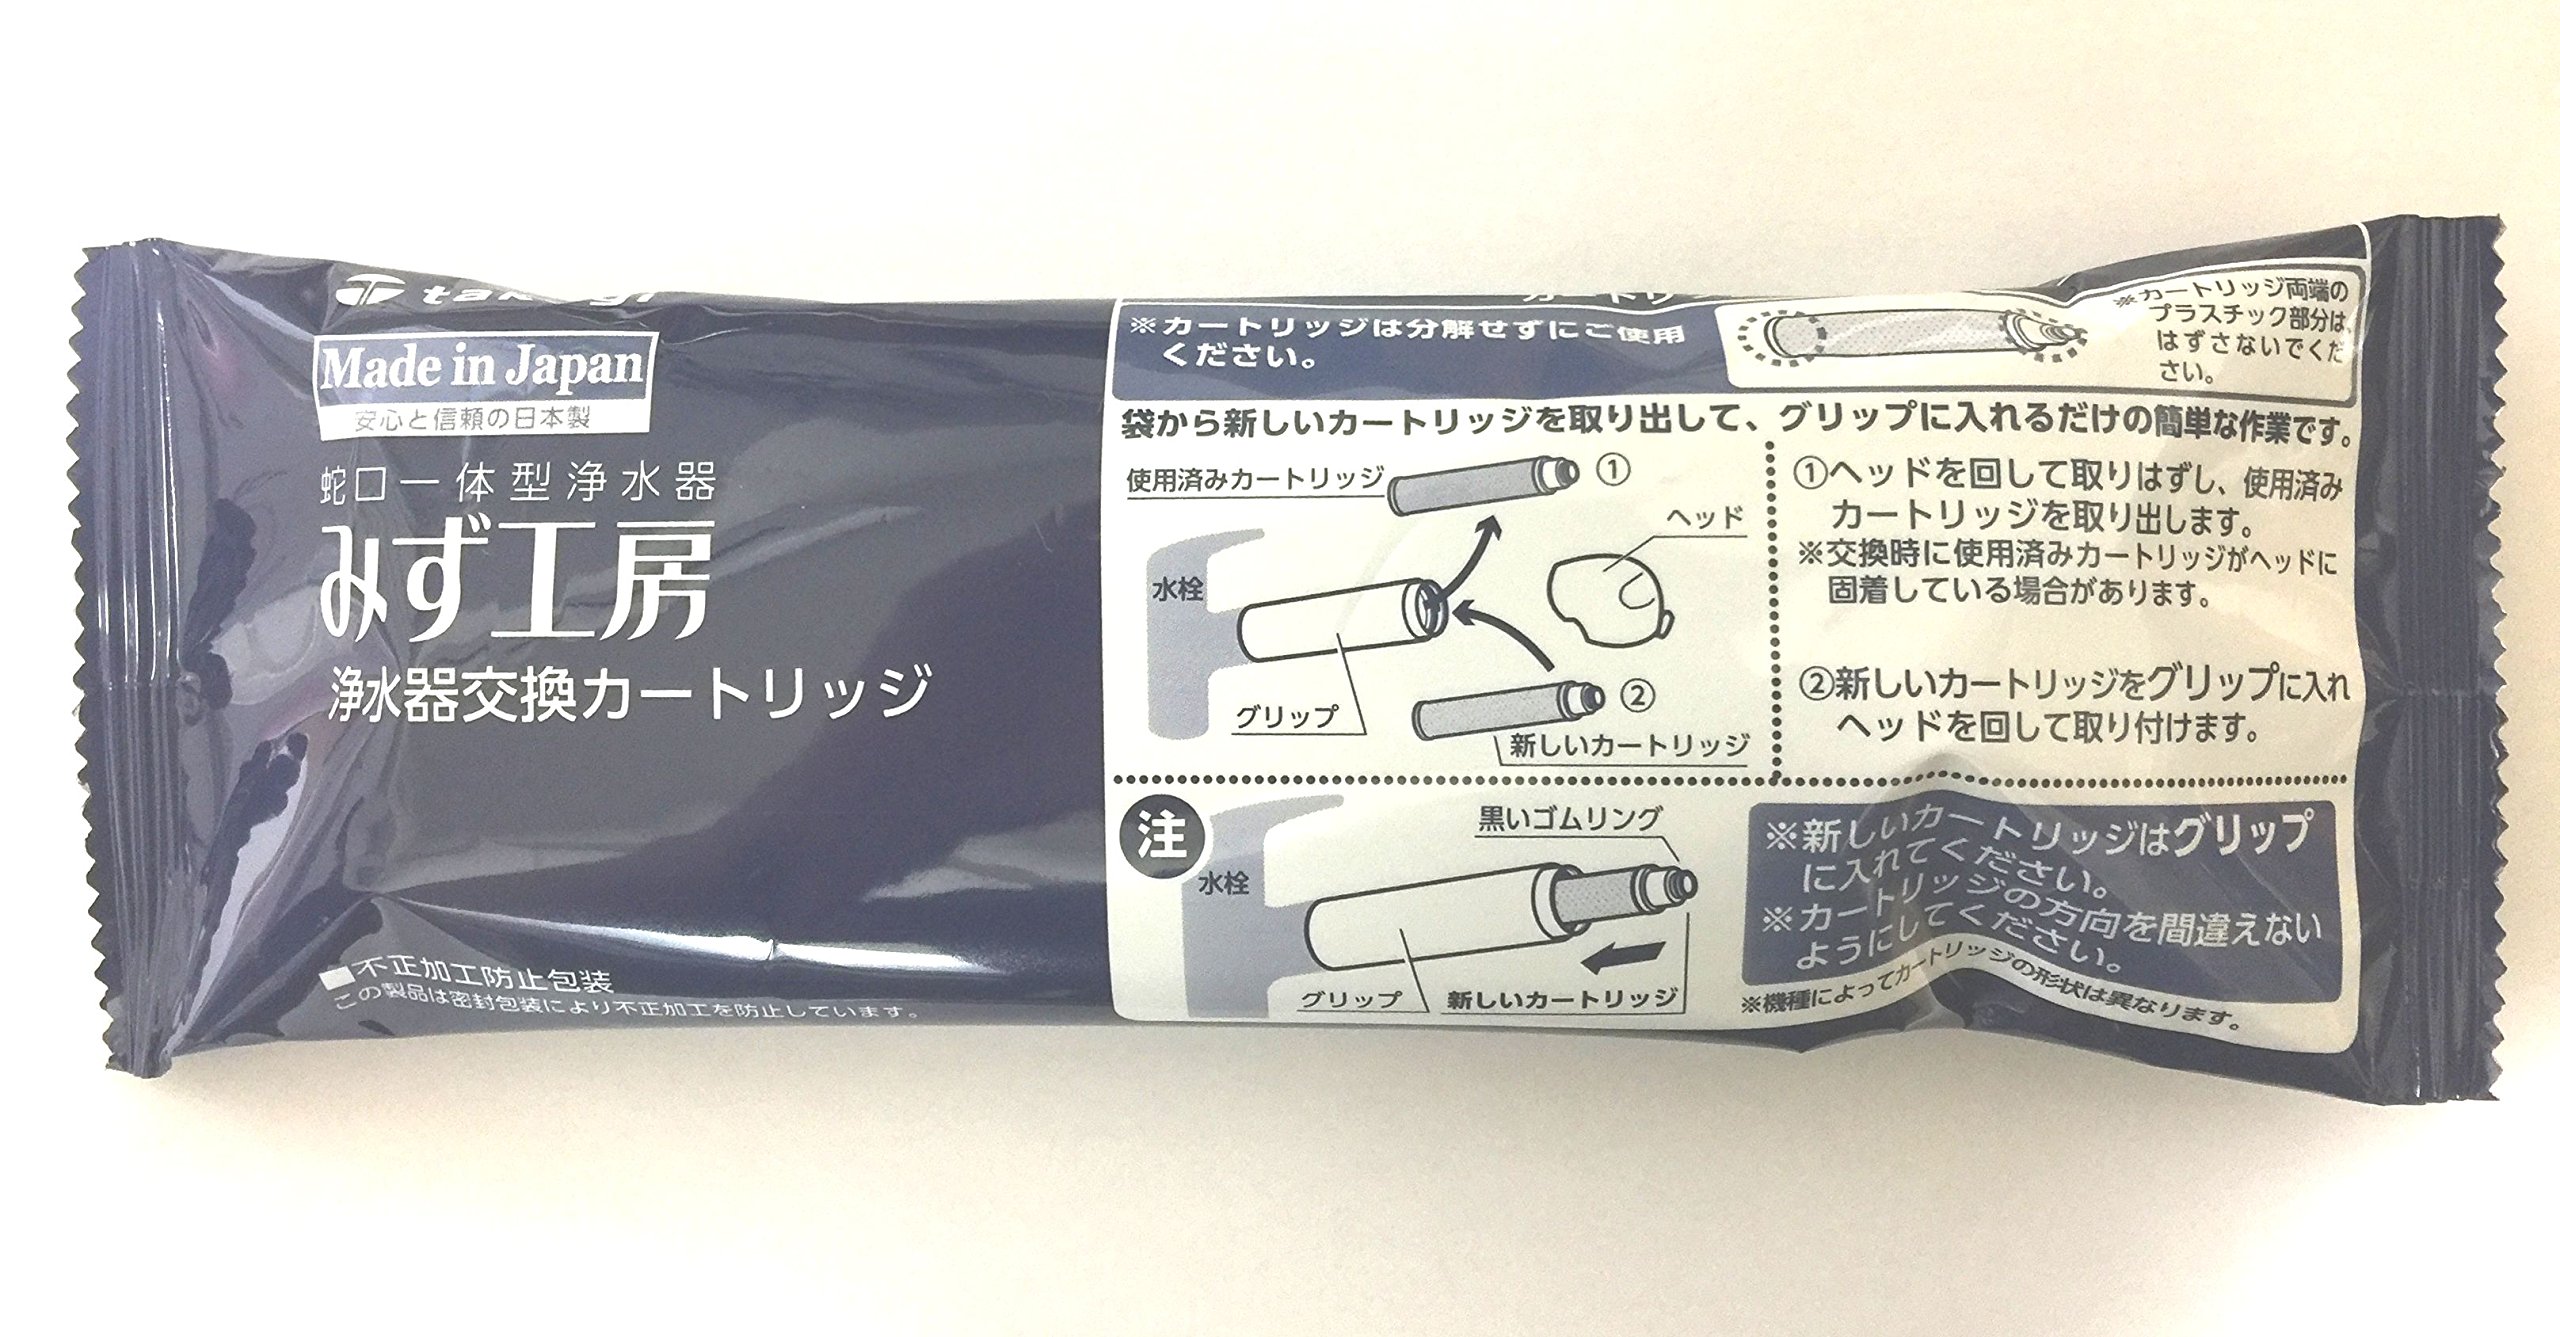 takagi
Made in Japan
安心と信頼の日本製
蛇口一体型浄水器
みず工房
浄水器交換カートリッジ
■不正加工防止包装
この製品は密封包装により不正加工を防止しています。
※カートリッジは分解せずにご使用
ください。
※カートリッジ両端の
プラスチック部分は、
はずさないでくだ
さい。
袋から新しいカートリッジを取り出して、グリップに入れるだけの簡単な作業です。
使用済みカートリッジ
①
ヘッド
水栓
グリップ
②
新しいカートリッジ
①ヘッドを回して取りはずし、使用済み
カートリッジを取り出します。
※交換時に使用済みカートリッジがヘッドに
固着している場合があります。
②新しいカートリッジをグリップに入れ
ヘッドを回して取り付けます。
注
黒いゴムリング
水栓
グリップ
新しいカートリッジ
※新しいカートリッジはグリップ
に入れてください。
※カートリッジの方向を間違えない
ようにしてください。
※機種によってカートリッジの形状は異なります。